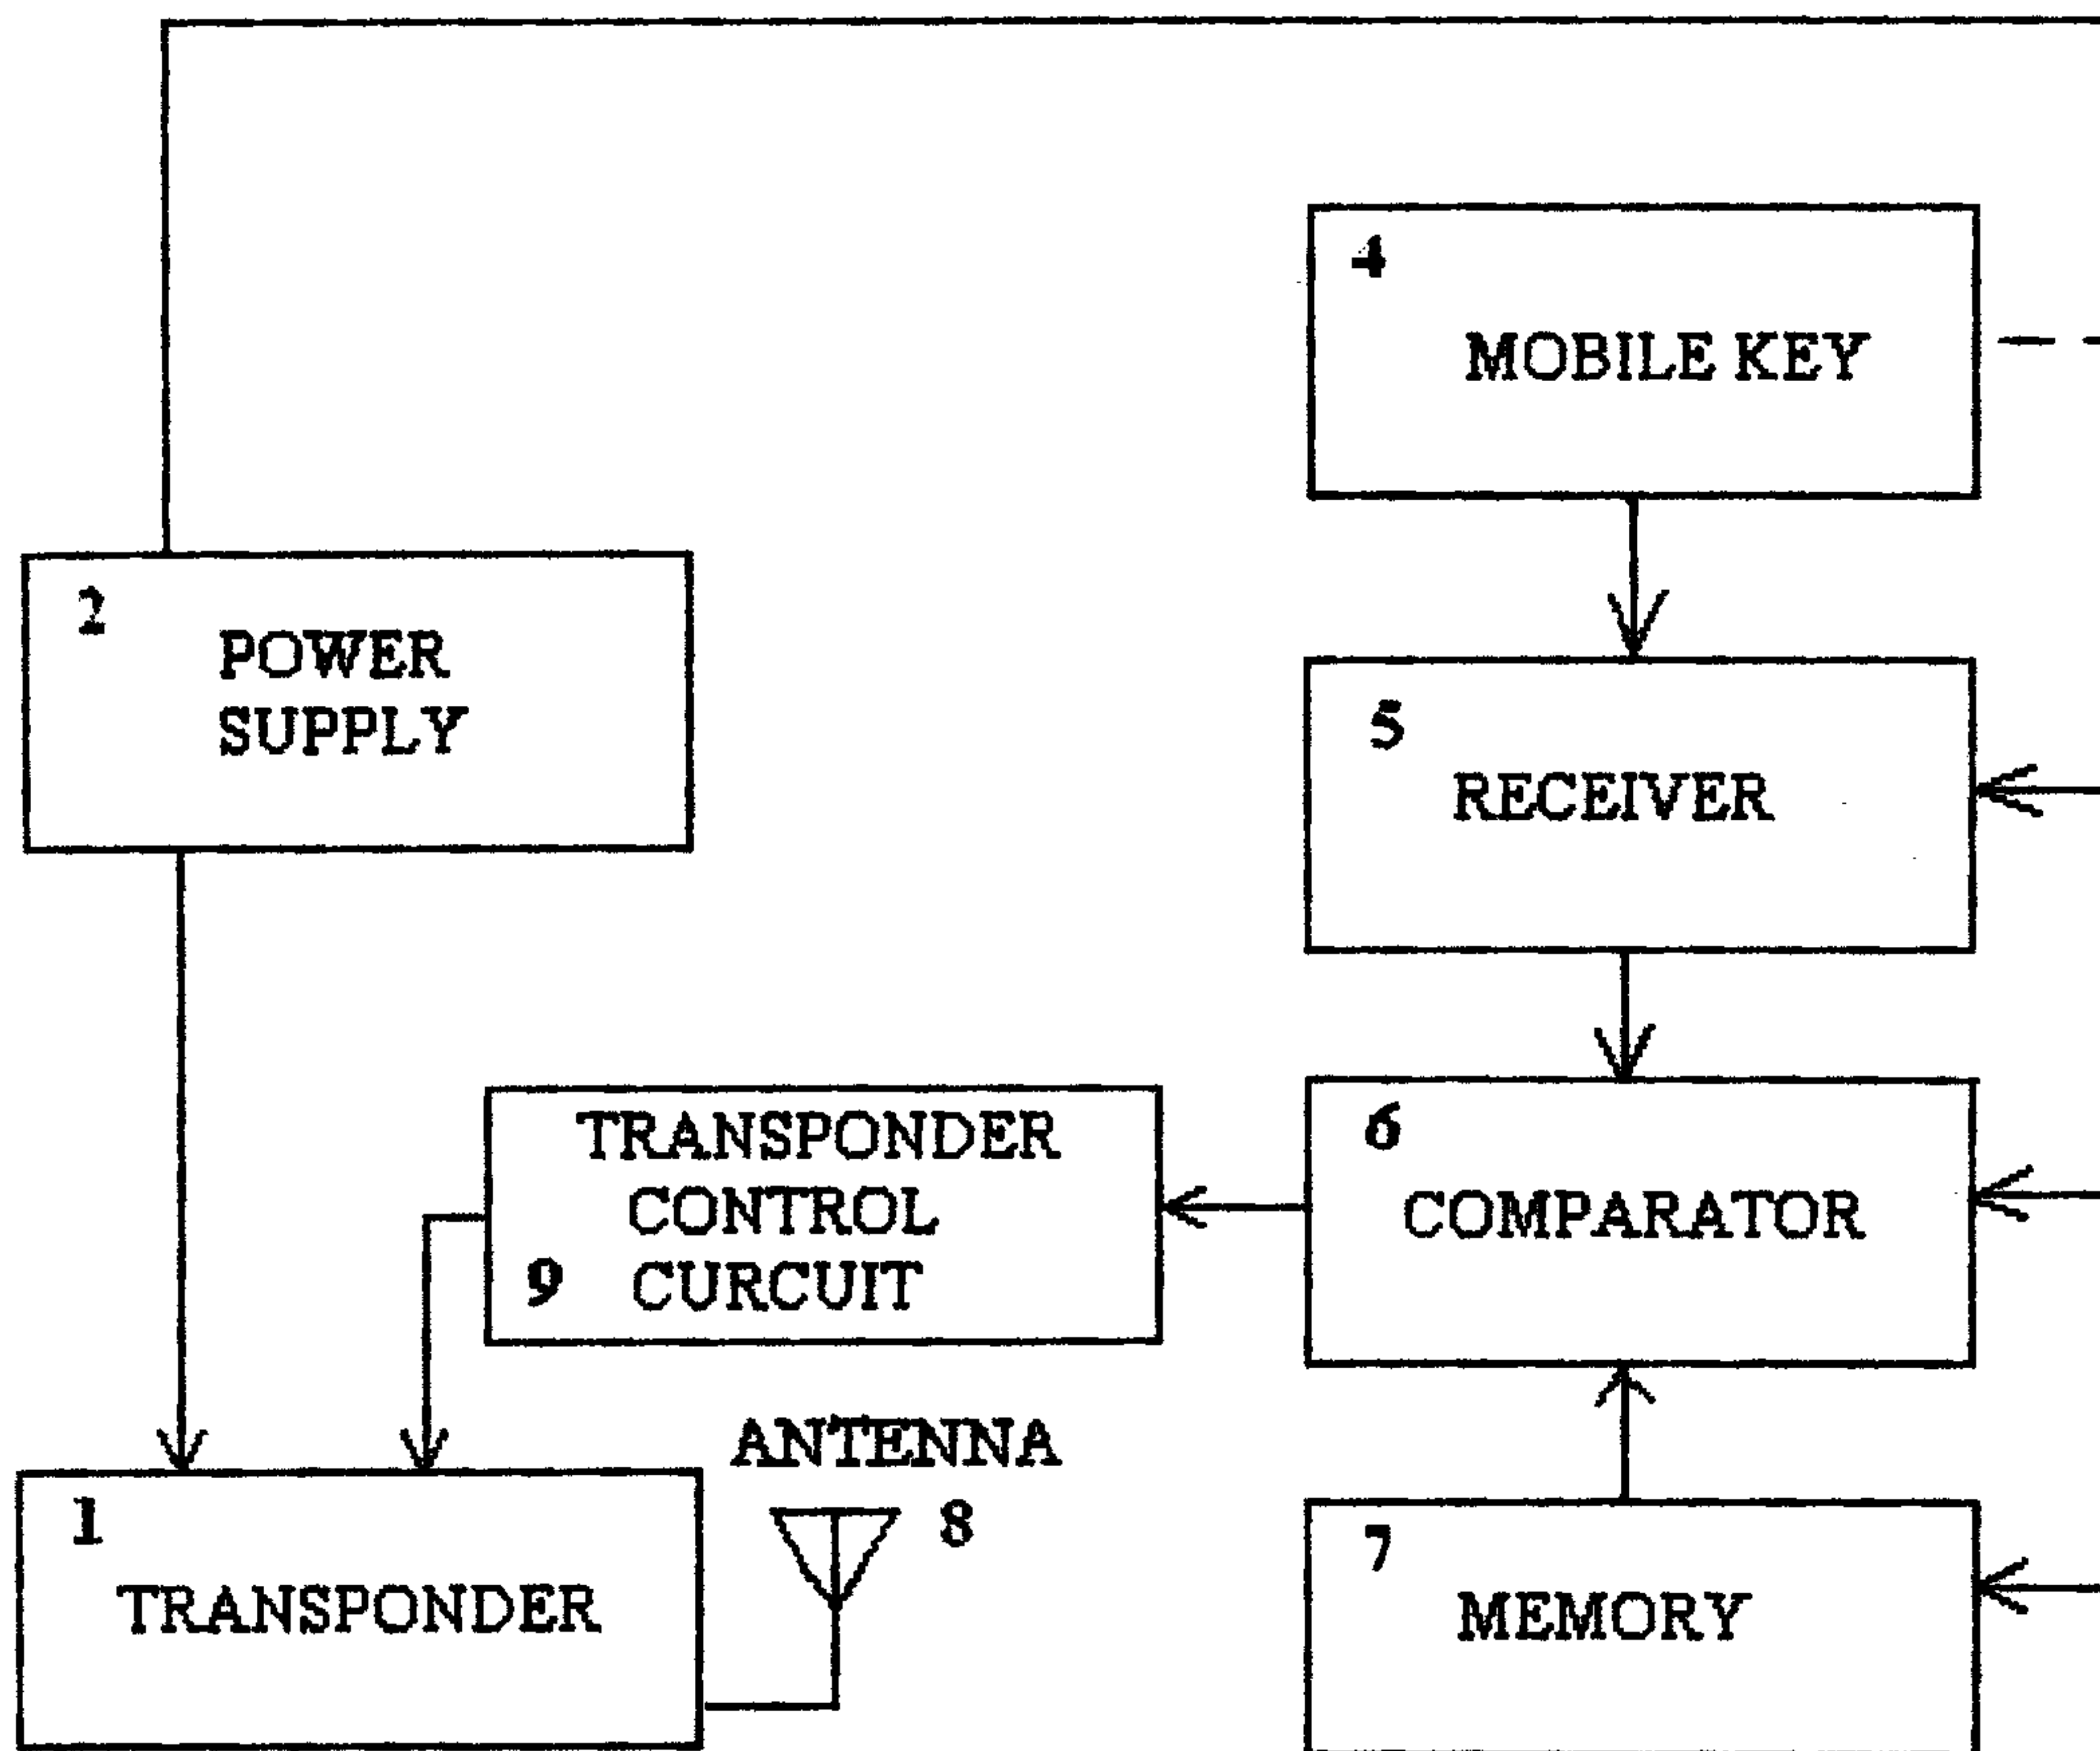 4
MOBILE KEY
2
POWER
SUPPLY
5
RECEIVER
TRANSPONDER
CONTROL
9 CURCUIT
6
COMPARATOR
ANTENNA
8
1
TRANSPONDER
7
MEMORY